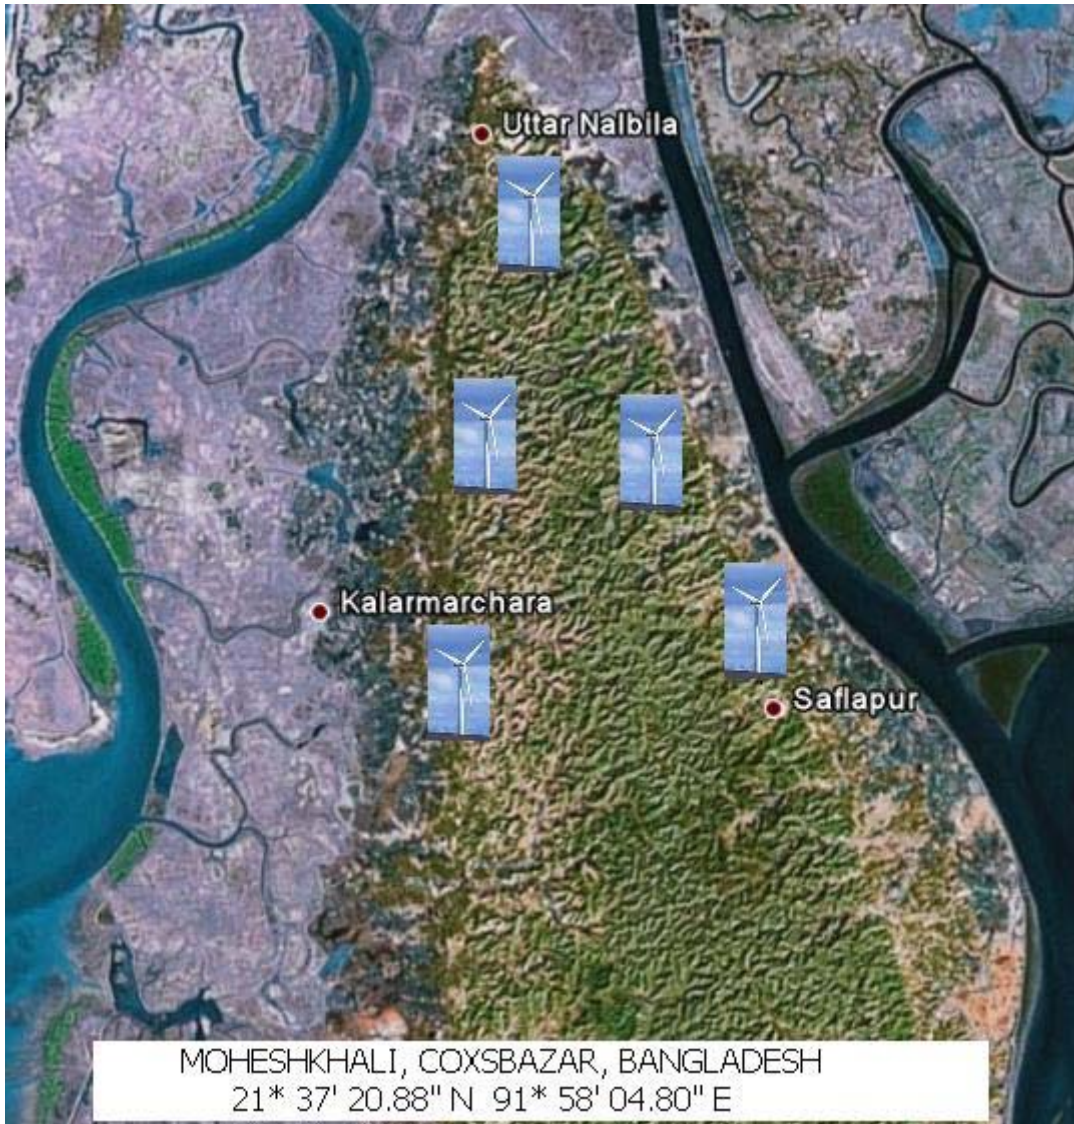 Uttar Nalbila
Kalarmarchara
Saflapur
MOHESHKHALI, COXSBAZAR, BANGLADESH
21* 37' 20.88" N 91* 58' 04.80" E